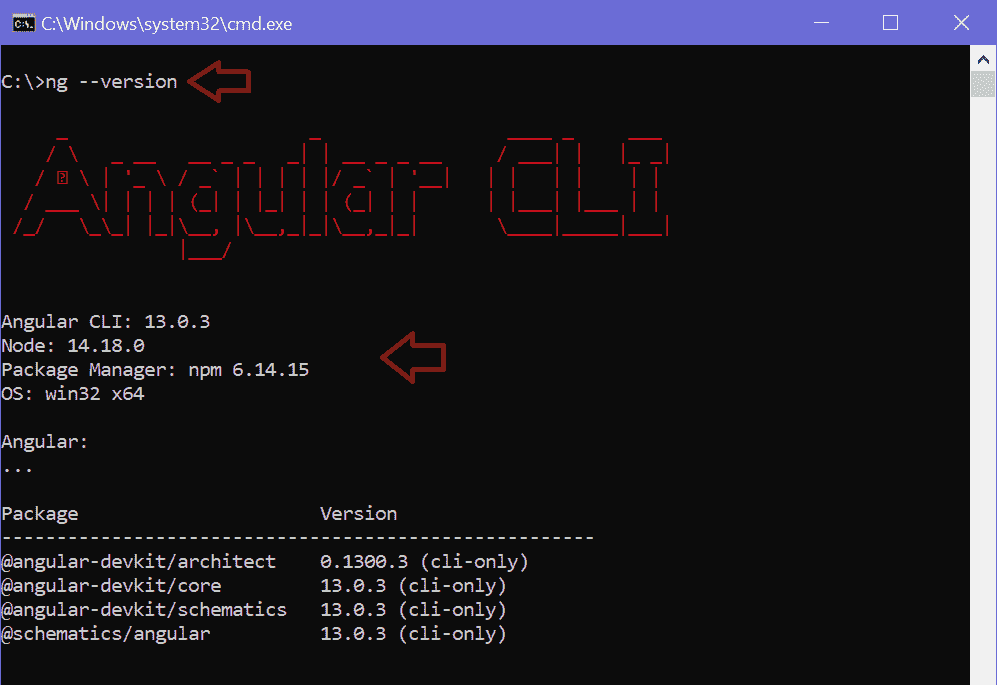 C:\Windows\system32\cmd.exe
C:\>ng --version
Angular CLI
Angular CLI: 13.0.3
Node: 14.18.0
Package Manager: npm 6.14.15
OS: win32 x64
Angular:
...
Package Version
------------------------------------------------------
@angular-devkit/architect 0.1300.3 (cli-only)
@angular-devkit/core 13.0.3 (cli-only)
@angular-devkit/schematics 13.0.3 (cli-only)
@schematics/angular 13.0.3 (cli-only)